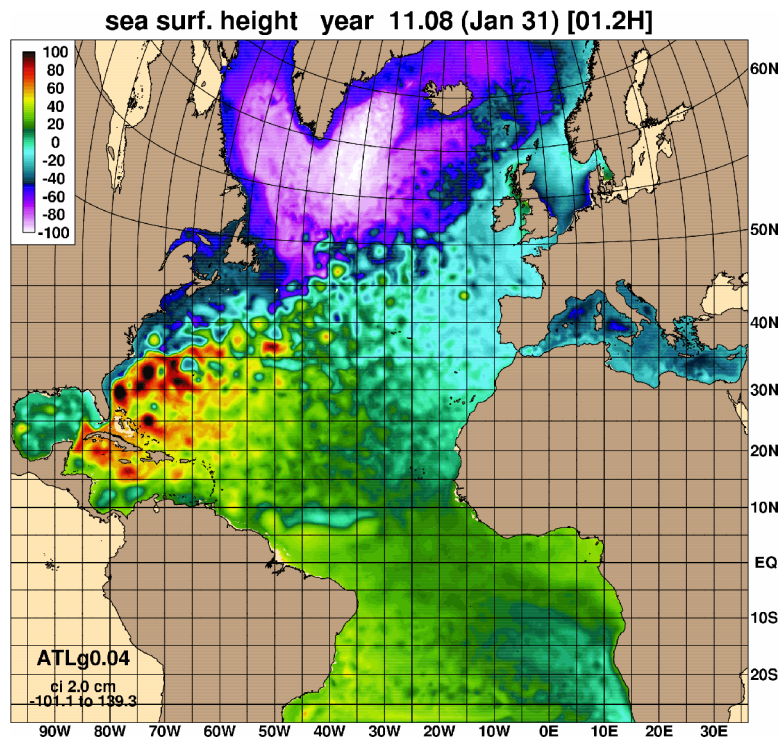 sea surf. height year 11.08 (Jan 31) [01.2H]
100
80
60
40
20
0
-20
-40
-60
-80
-100
60N
50N
40N
30N
20N
10N
EQ
10S
20S
ATLg0.04
ci 2.0 cm
-101.1 to 139.3
90W 80W 70W 60W 50W 40W 30W 20W 10W 0E 10E 20E 30E